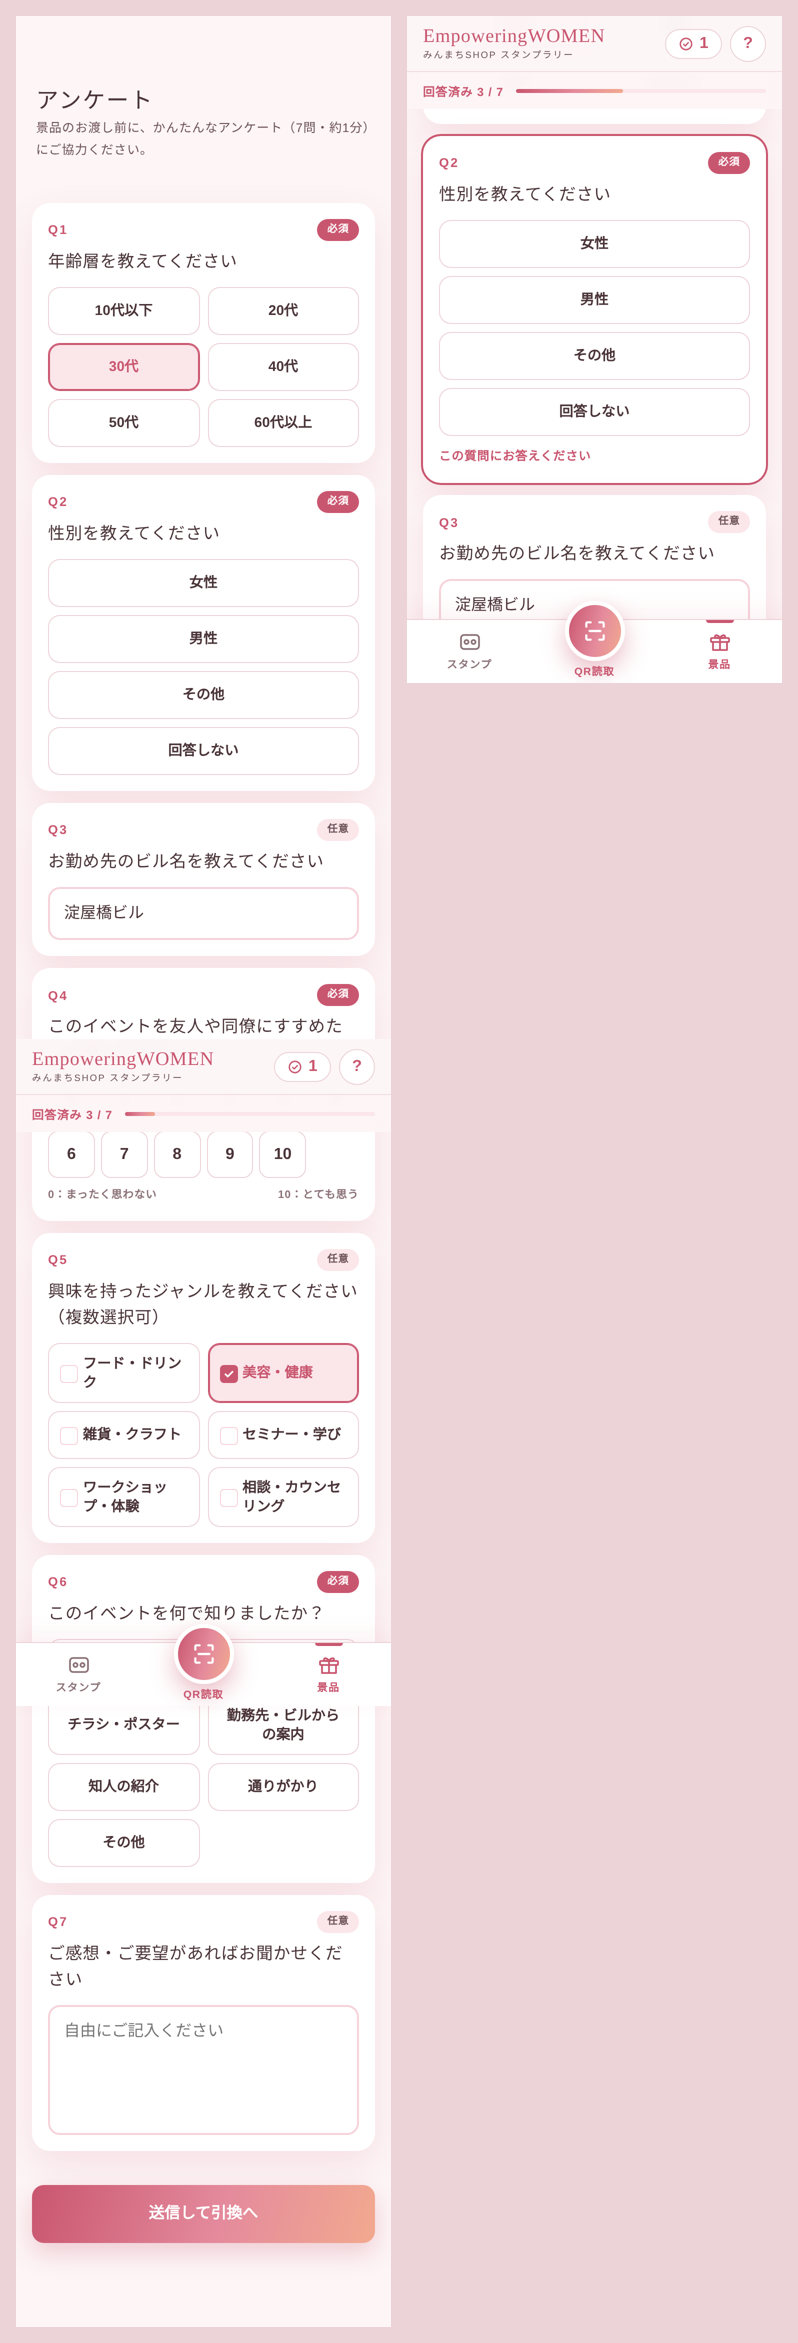 アンケート
景品のお渡し前に、かんたんなアンケート（7問・約1分）
にご協力ください。
Q1
必須
年齢層を教えてください
10代以下
20代
30代
40代
50代
60代以上
Q2
必須
性別を教えてください
女性
男性
その他
回答しない
Q3
任意
お勤め先のビル名を教えてください
淀屋橋ビル
Q4
必須
このイベントを友人や同僚にすすめた
EmpoweringWOMEN
みんまちSHOP スタンプラリー
1
?
回答済み 3 / 7
6
7
8
9
10
0：まったく思わない
10：とても思う
Q5
任意
興味を持ったジャンルを教えてください
（複数選択可）
フード・ドリン
ク
美容・健康
雑貨・クラフト
セミナー・学び
ワークショッ
プ・体験
相談・カウンセ
リング
Q6
必須
このイベントを何で知りましたか？
スタンプ
QR読取
景品
チラシ・ポスター
勤務先・ビルから
の案内
知人の紹介
通りがかり
その他
Q7
任意
ご感想・ご要望があればお聞かせくだ
さい
自由にご記入ください
送信して引換へ
EmpoweringWOMEN
みんまちSHOP スタンプラリー
1
?
回答済み 3 / 7
Q2
必須
性別を教えてください
女性
男性
その他
回答しない
この質問にお答えください
Q3
任意
お勤め先のビル名を教えてください
淀屋橋ビル
スタンプ
QR読取
景品